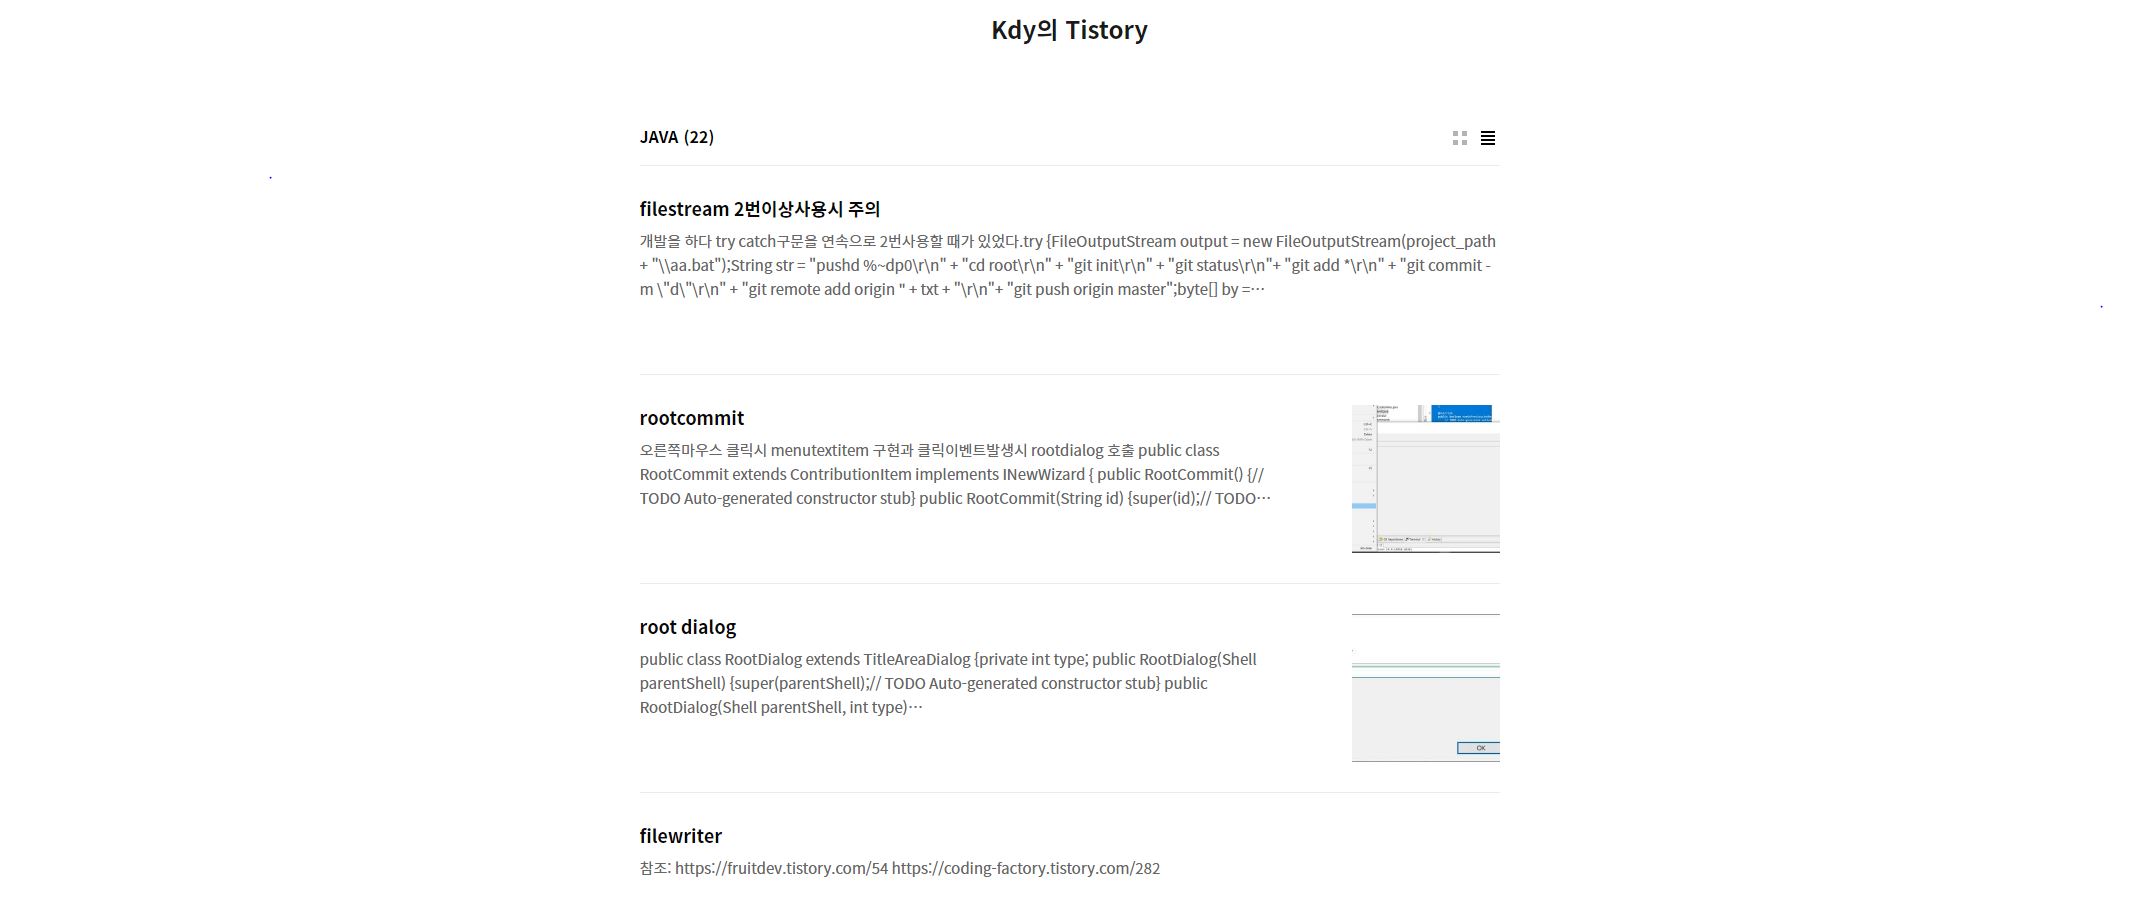 Kdy의 Tistory
JAVA (22)
filestream 2번이상사용시 주의
개발을 하다 try catch구문을 연속으로 2번사용할 때가 있었다.try {FileOutputStream output = new FileOutputStream(project_path
+ "\\aa.bat");String str = "pushd %~dp0\r\n" + "cd root\r\n" + "git init\r\n" + "git status\r\n"+ "git add *\r\n" + "git commit -
m \"d\"\r\n" + "git remote add origin " + txt + "\r\n"+ "git push origin master";byte[] by =…
rootcommit
오른쪽마우스 클릭시 menutextitem 구현과 클릭이벤트발생시 rootdialog 호출 public class
RootCommit extends ContributionItem implements INewWizard { public RootCommit() {//
TODO Auto-generated constructor stub} public RootCommit(String id) {super(id);// TODO…
root dialog
public class RootDialog extends TitleAreaDialog {private int type; public RootDialog(Shell
parentShell) {super(parentShell);// TODO Auto-generated constructor stub} public
RootDialog(Shell parentShell, int type)…
OK
filewriter
참조: https://fruitdev.tistory.com/54 https://coding-factory.tistory.com/282